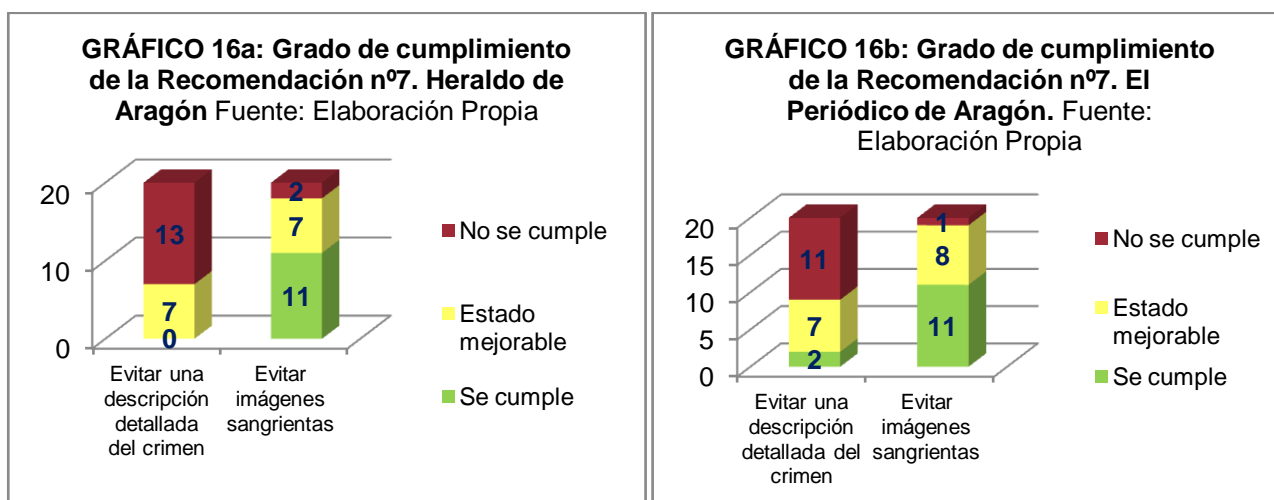 GRÁFICO 16a: Grado de cumplimiento
de la Recomendación nº7. Heraldo de
Aragón Fuente: Elaboración Propia
20
10
0
13
7
0
2
7
11
Evitar una
descripción
detallada
del crimen
Evitar
imágenes
sangrientas
No se cumple
Estado
mejorable
Se cumple
GRÁFICO 16b: Grado de cumplimiento
de la Recomendación nº7. El
Periódico de Aragón. Fuente:
Elaboración Propia
20
15
10
5
0
11
7
2
1
8
11
Evitar una
descripción
detallada del
crimen
Evitar
imágenes
sangrientas
No se cumple
Estado
mejorable
Se cumple